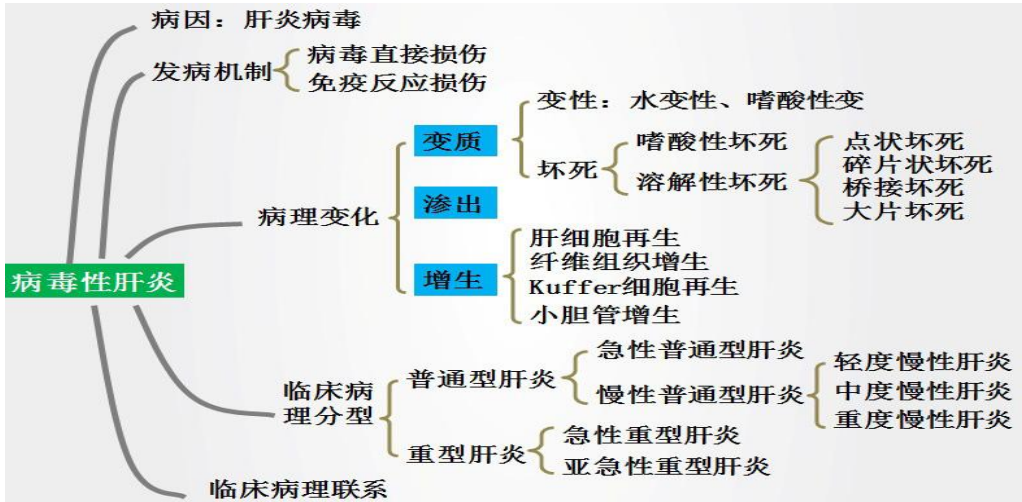 病因：肝炎病毒
发病机制
病毒直接损伤
免疫反应损伤
变性：水变性、嗜酸性变
变质
嗜酸性坏死
坏死
溶解性坏死
点状坏死
碎片状坏死
桥接坏死
大片坏死
渗出
病理变化
肝细胞再生
纤维组织增生
增生
Kuffer细胞再生
小胆管增生
病毒性肝炎
急性普通型肝炎
普通型肝炎
慢性普通型肝炎
轻度慢性肝炎
中度慢性肝炎
重度慢性肝炎
临床病
理分型
急性重型肝炎
重型肝炎
亚急性重型肝炎
临床病理联系